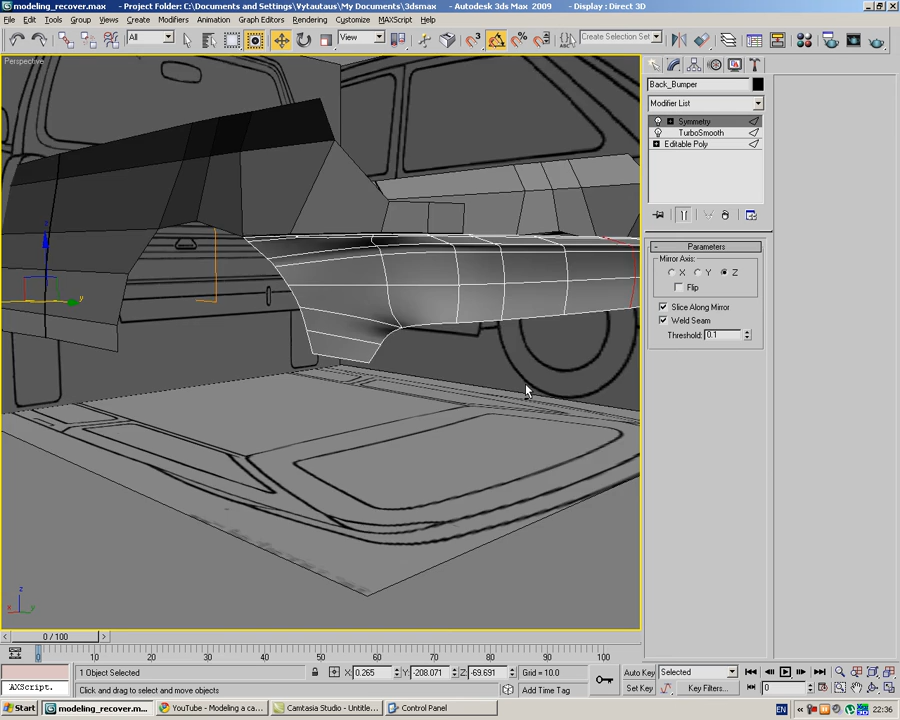 modeling_recover.max - Project Folder: C:\Documents and Settings\Vytautaus\My Documents\3dsmax - Autodesk 3ds Max 2009 - Display : Direct 3D
File Edit Tools Group Views Create Modifiers Animation Graph Editors Rendering Customize MAXScript Help
All View Create Selection Set
Perspective
Back_Bumper
Modifier List
Symmetry
TurboSmooth
Editable Poly
- Parameters
Mirror Axis:
X Y Z
Flip
Slice Along Mirror
Weld Seam
Threshold: 0.1
z
y
z
x y
< 0 / 100 >
0 10 20 30 40 50 60 70 80 90 100
1 Object Selected X: 0.265 Y: -208.071 Z: -69.691 Grid = 10.0 Auto Key Selected
AXScript. Click and drag to select and move objects Add Time Tag Set Key Key Filters... 0
Start modeling_recover.m... YouTube - Modeling a ca... Camtasia Studio - Untitle... Control Panel EN 22:36